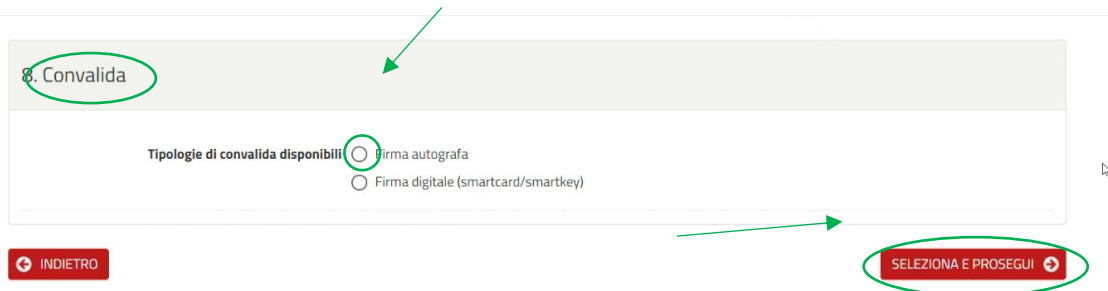 8. Convalida
Tipologie di convalida disponibili Firma autografa
Firma digitale (smartcard/smartkey)
INDIETRO
SELEZIONA E PROSEGUI